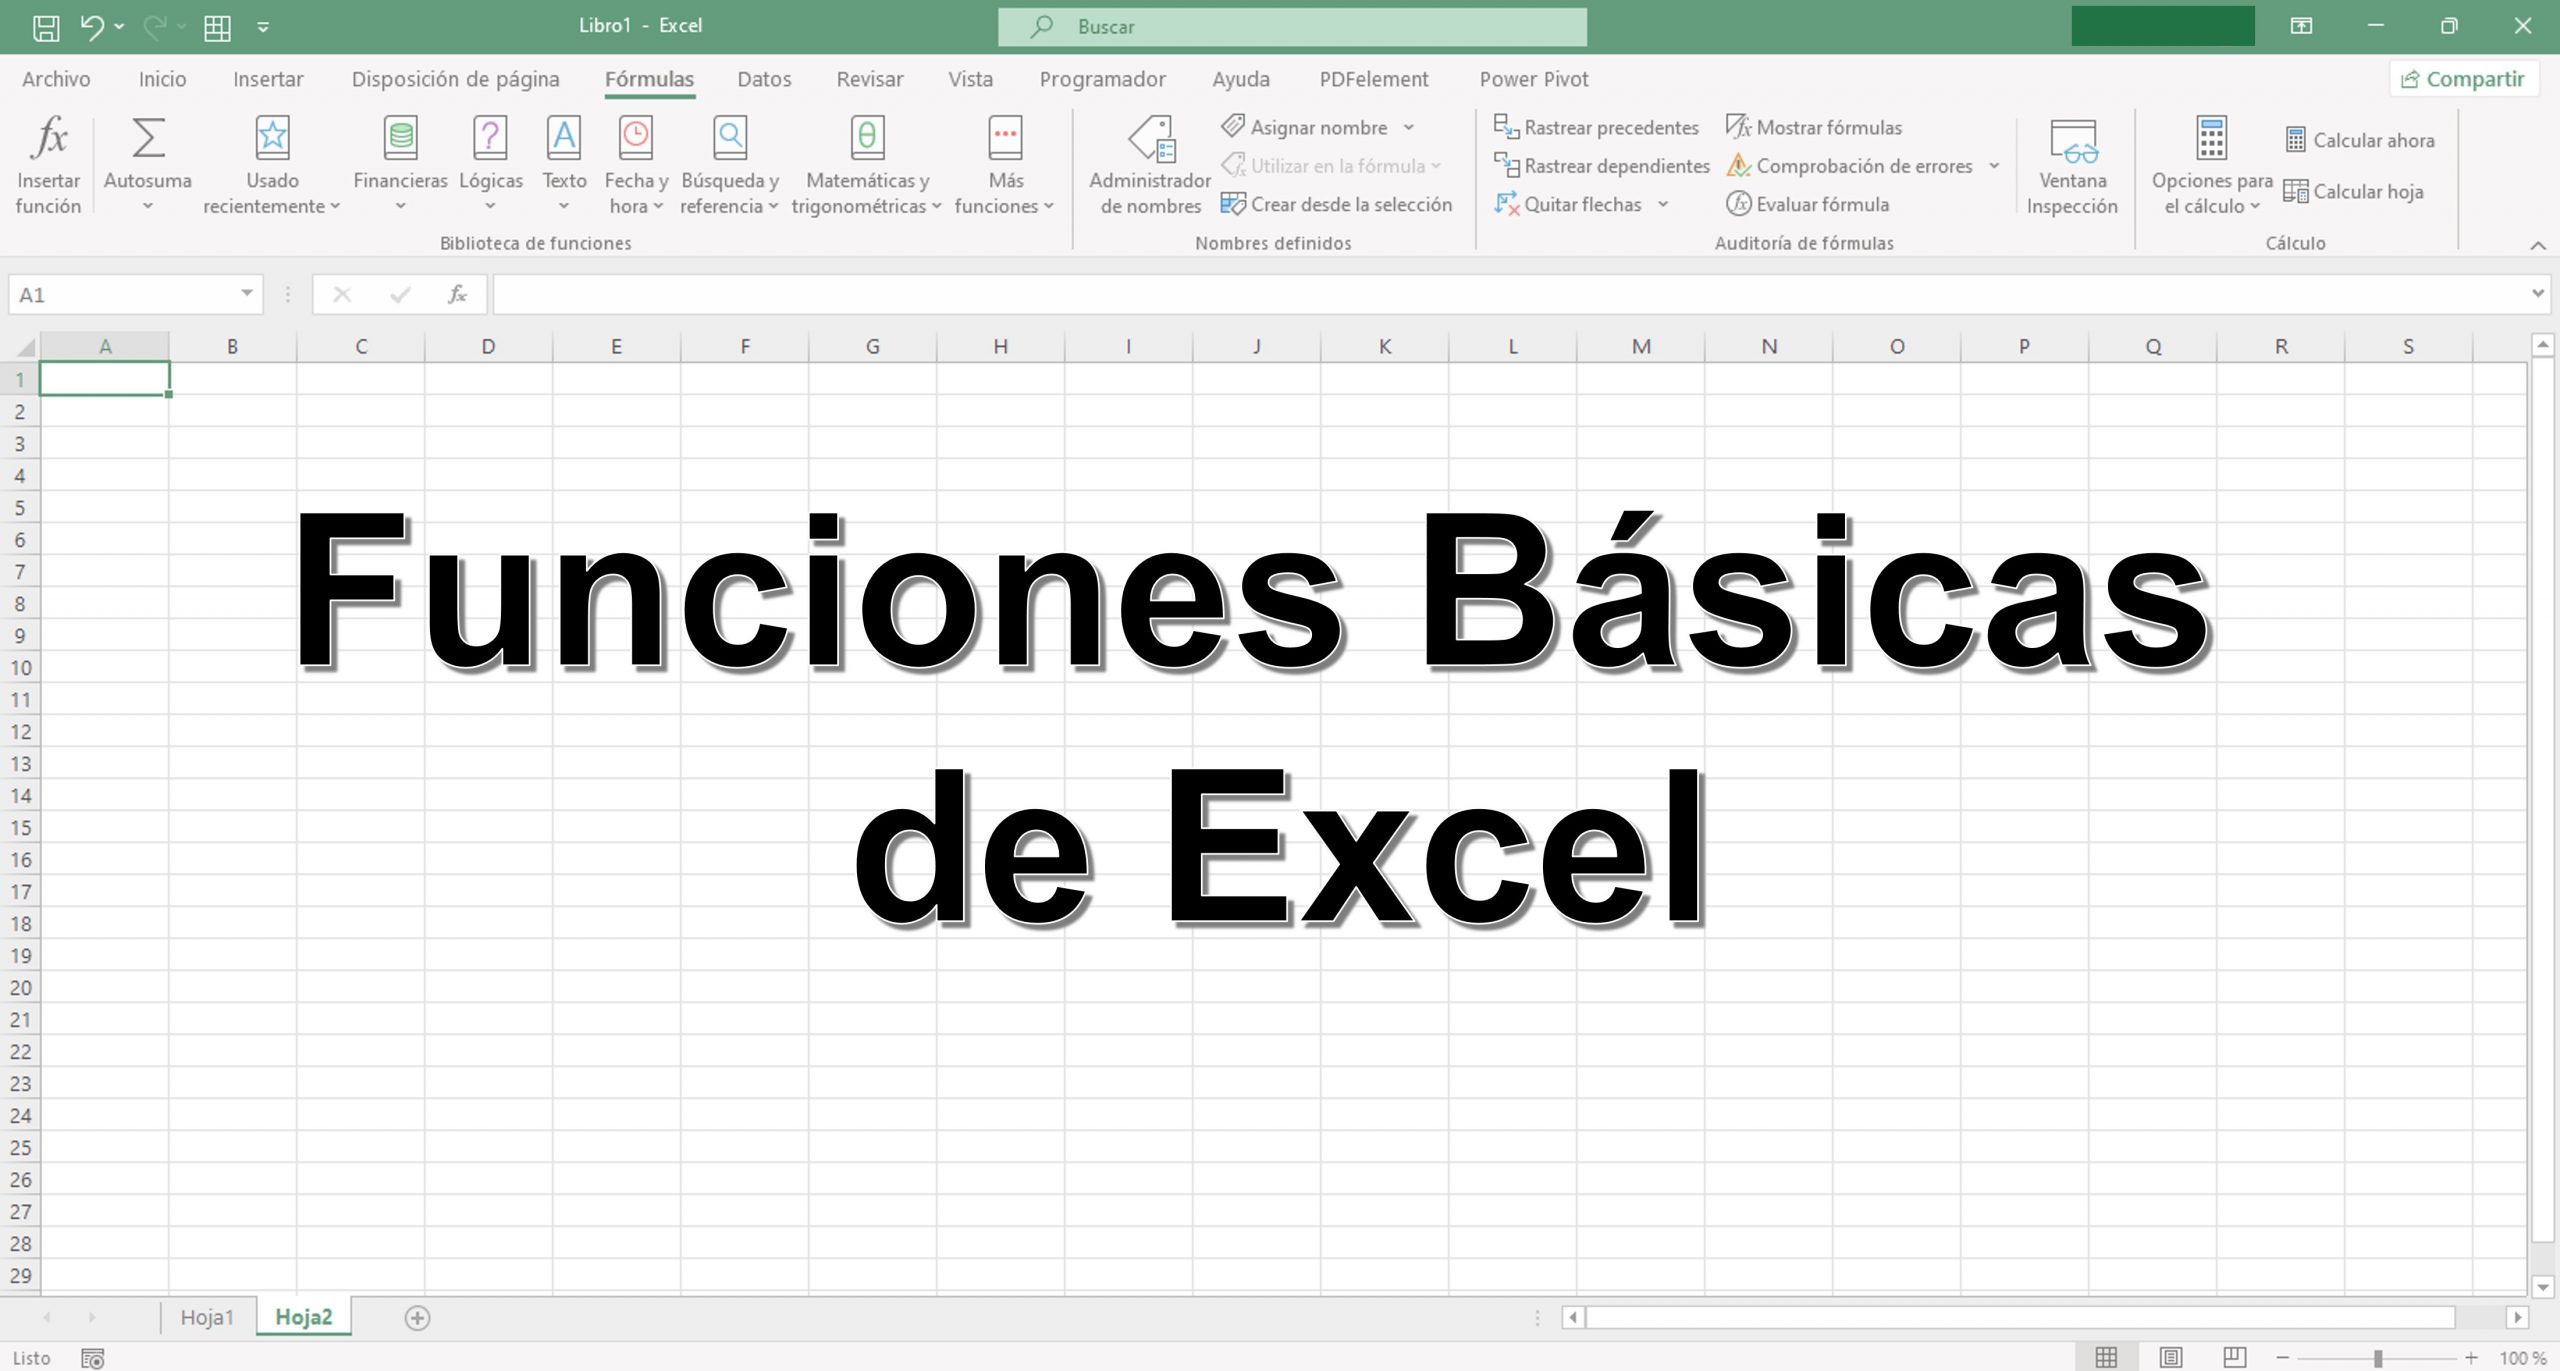 Libro1 - Excel
Buscar
Archivo Inicio Insertar Disposición de página Fórmulas Datos Revisar Vista Programador Ayuda PDFelement Power Pivot Compartir
fx Σ ? A θ Asignar nombre Rastrear precedentes Mostrar fórmulas Calcular ahora
Utilizar en la fórmula Rastrear dependientes Comprobación de errores
Insertar función Autosuma Usado recientemente Financieras Lógicas Texto Fecha y hora Búsqueda y referencia Matemáticas y trigonométricas Más funciones Administrador de nombres Crear desde la selección Quitar flechas Evaluar fórmula Ventana Inspección Opciones para el cálculo Calcular hoja
Biblioteca de funciones Nombres definidos Auditoría de fórmulas Cálculo
A1 fx
A B C D E F G H I J K L M N O P Q R S
1
2
3
4
5
6
7
8
9
10
11
12
13
14
15
16
17
18
19
20
21
22
23
24
25
26
27
28
29
Funciones Básicas
de Excel
Hoja1 Hoja2
Listo 100 %